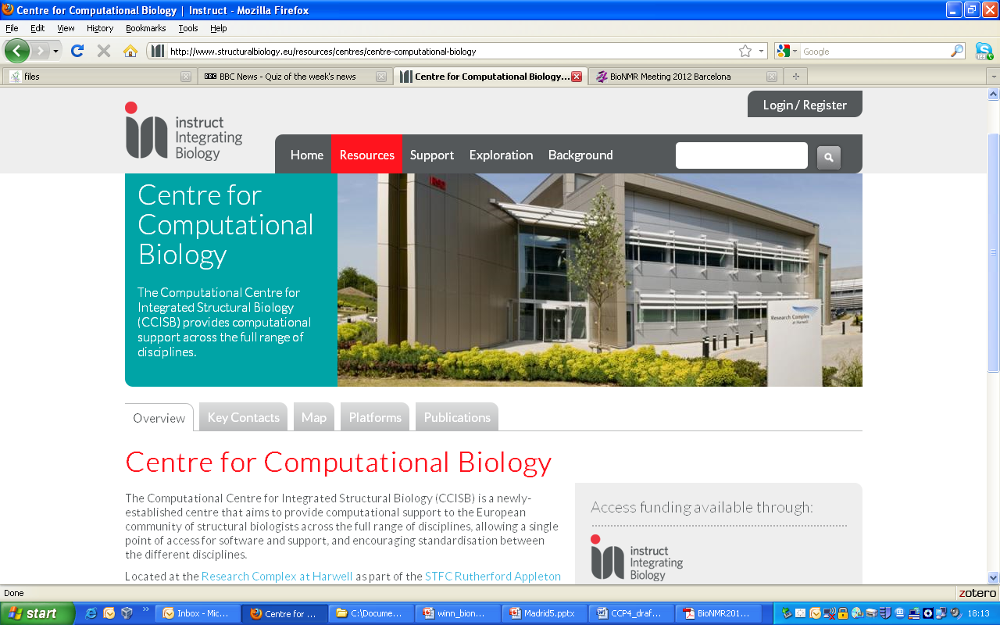 Centre for Computational Biology | Instruct - Mozilla Firefox
File Edit View History Bookmarks Tools Help
http://www.structuralbiology.eu/resources/centres/centre-computational-biology
Google
files
BBC News - Quiz of the week's news
Centre for Computational Biology...
BioNMR Meeting 2012 Barcelona
Login / Register
instruct
Integrating
Biology
Home Resources Support Exploration Background
Centre for
Computational
Biology
The Computational Centre for
Integrated Structural Biology
(CCISB) provides computational
support across the full range of
disciplines.
Research Complex
at Harwell
Overview Key Contacts Map Platforms Publications
Centre for Computational Biology
The Computational Centre for Integrated Structural Biology (CCISB) is a newly-
established centre that aims to provide computational support to the European
community of structural biologists across the full range of disciplines, allowing a single
point of access for software and support, and encouraging standardisation between
the different disciplines.
Located at the Research Complex at Harwell as part of the STFC Rutherford Appleton
Access funding available through:
instruct
Integrating
Biology
Done
zotero
start
Inbox - Mic...
Centre for ...
C:\Docume...
winn_bion...
Madrid5.pptx
CCP4_draf...
BioNMR201...
18:13